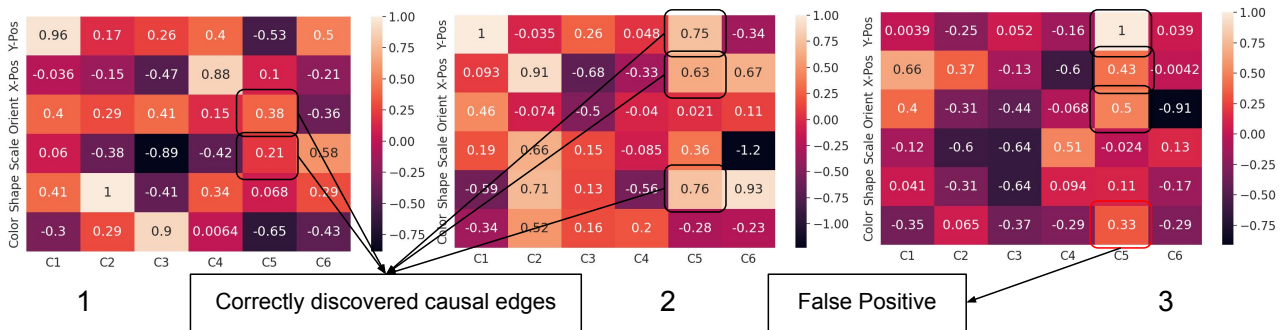 Color Shape Scale Orient X-Pos Y-Pos
0.96 0.17 0.26 0.4 -0.53 0.5
-0.036 -0.15 -0.47 0.88 0.1 -0.21
0.4 0.29 0.41 0.15 0.38 -0.36
0.06 -0.38 -0.89 -0.42 0.21 0.58
0.41 1 -0.41 0.34 0.068 0.29
-0.3 0.29 0.9 0.0064 -0.65 -0.43
C1 C2 C3 C4 C5 C6
1.00
0.75
0.50
0.25
0.00
-0.25
-0.50
-0.75
1
Color Shape Scale Orient X-Pos Y-Pos
1 -0.035 0.26 0.048 0.75 -0.34
0.093 0.91 -0.68 -0.33 0.63 0.67
0.46 -0.074 -0.5 -0.04 0.021 0.11
0.19 0.66 0.15 -0.085 0.36 -1.2
-0.59 0.71 0.13 -0.56 0.76 0.93
-0.34 0.52 0.16 0.2 -0.28 -0.23
C1 C2 C3 C4 C5 C6
1.00
0.75
0.50
0.25
0.00
-0.25
-0.50
-0.75
-1.00
2
Color Shape Scale Orient X-Pos Y-Pos
0.0039 -0.25 0.052 -0.16 1 0.039
0.66 0.37 -0.13 -0.6 0.43 -0.0042
0.4 -0.31 -0.44 -0.068 0.5 -0.91
-0.12 -0.6 -0.64 0.51 -0.024 0.13
0.041 -0.31 -0.64 0.094 0.11 -0.17
-0.35 0.065 -0.37 -0.29 0.33 -0.29
C1 C2 C3 C4 C5 C6
1.00
0.75
0.50
0.25
0.00
-0.25
-0.50
-0.75
3
Correctly discovered causal edges
False Positive